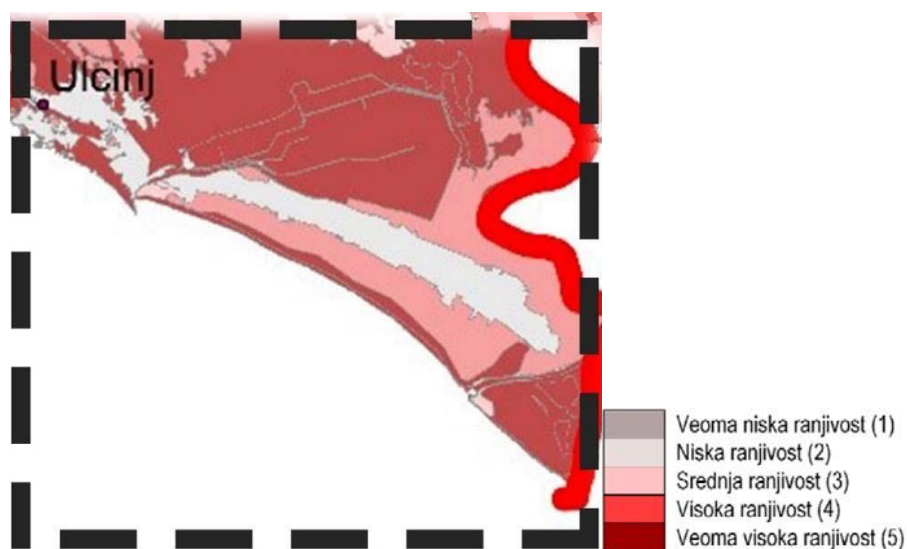 Ulcinj
Veoma niska ranjivost (1)
Niska ranjivost (2)
Srednja ranjivost (3)
Visoka ranjivost (4)
Veoma visoka ranjivost (5)